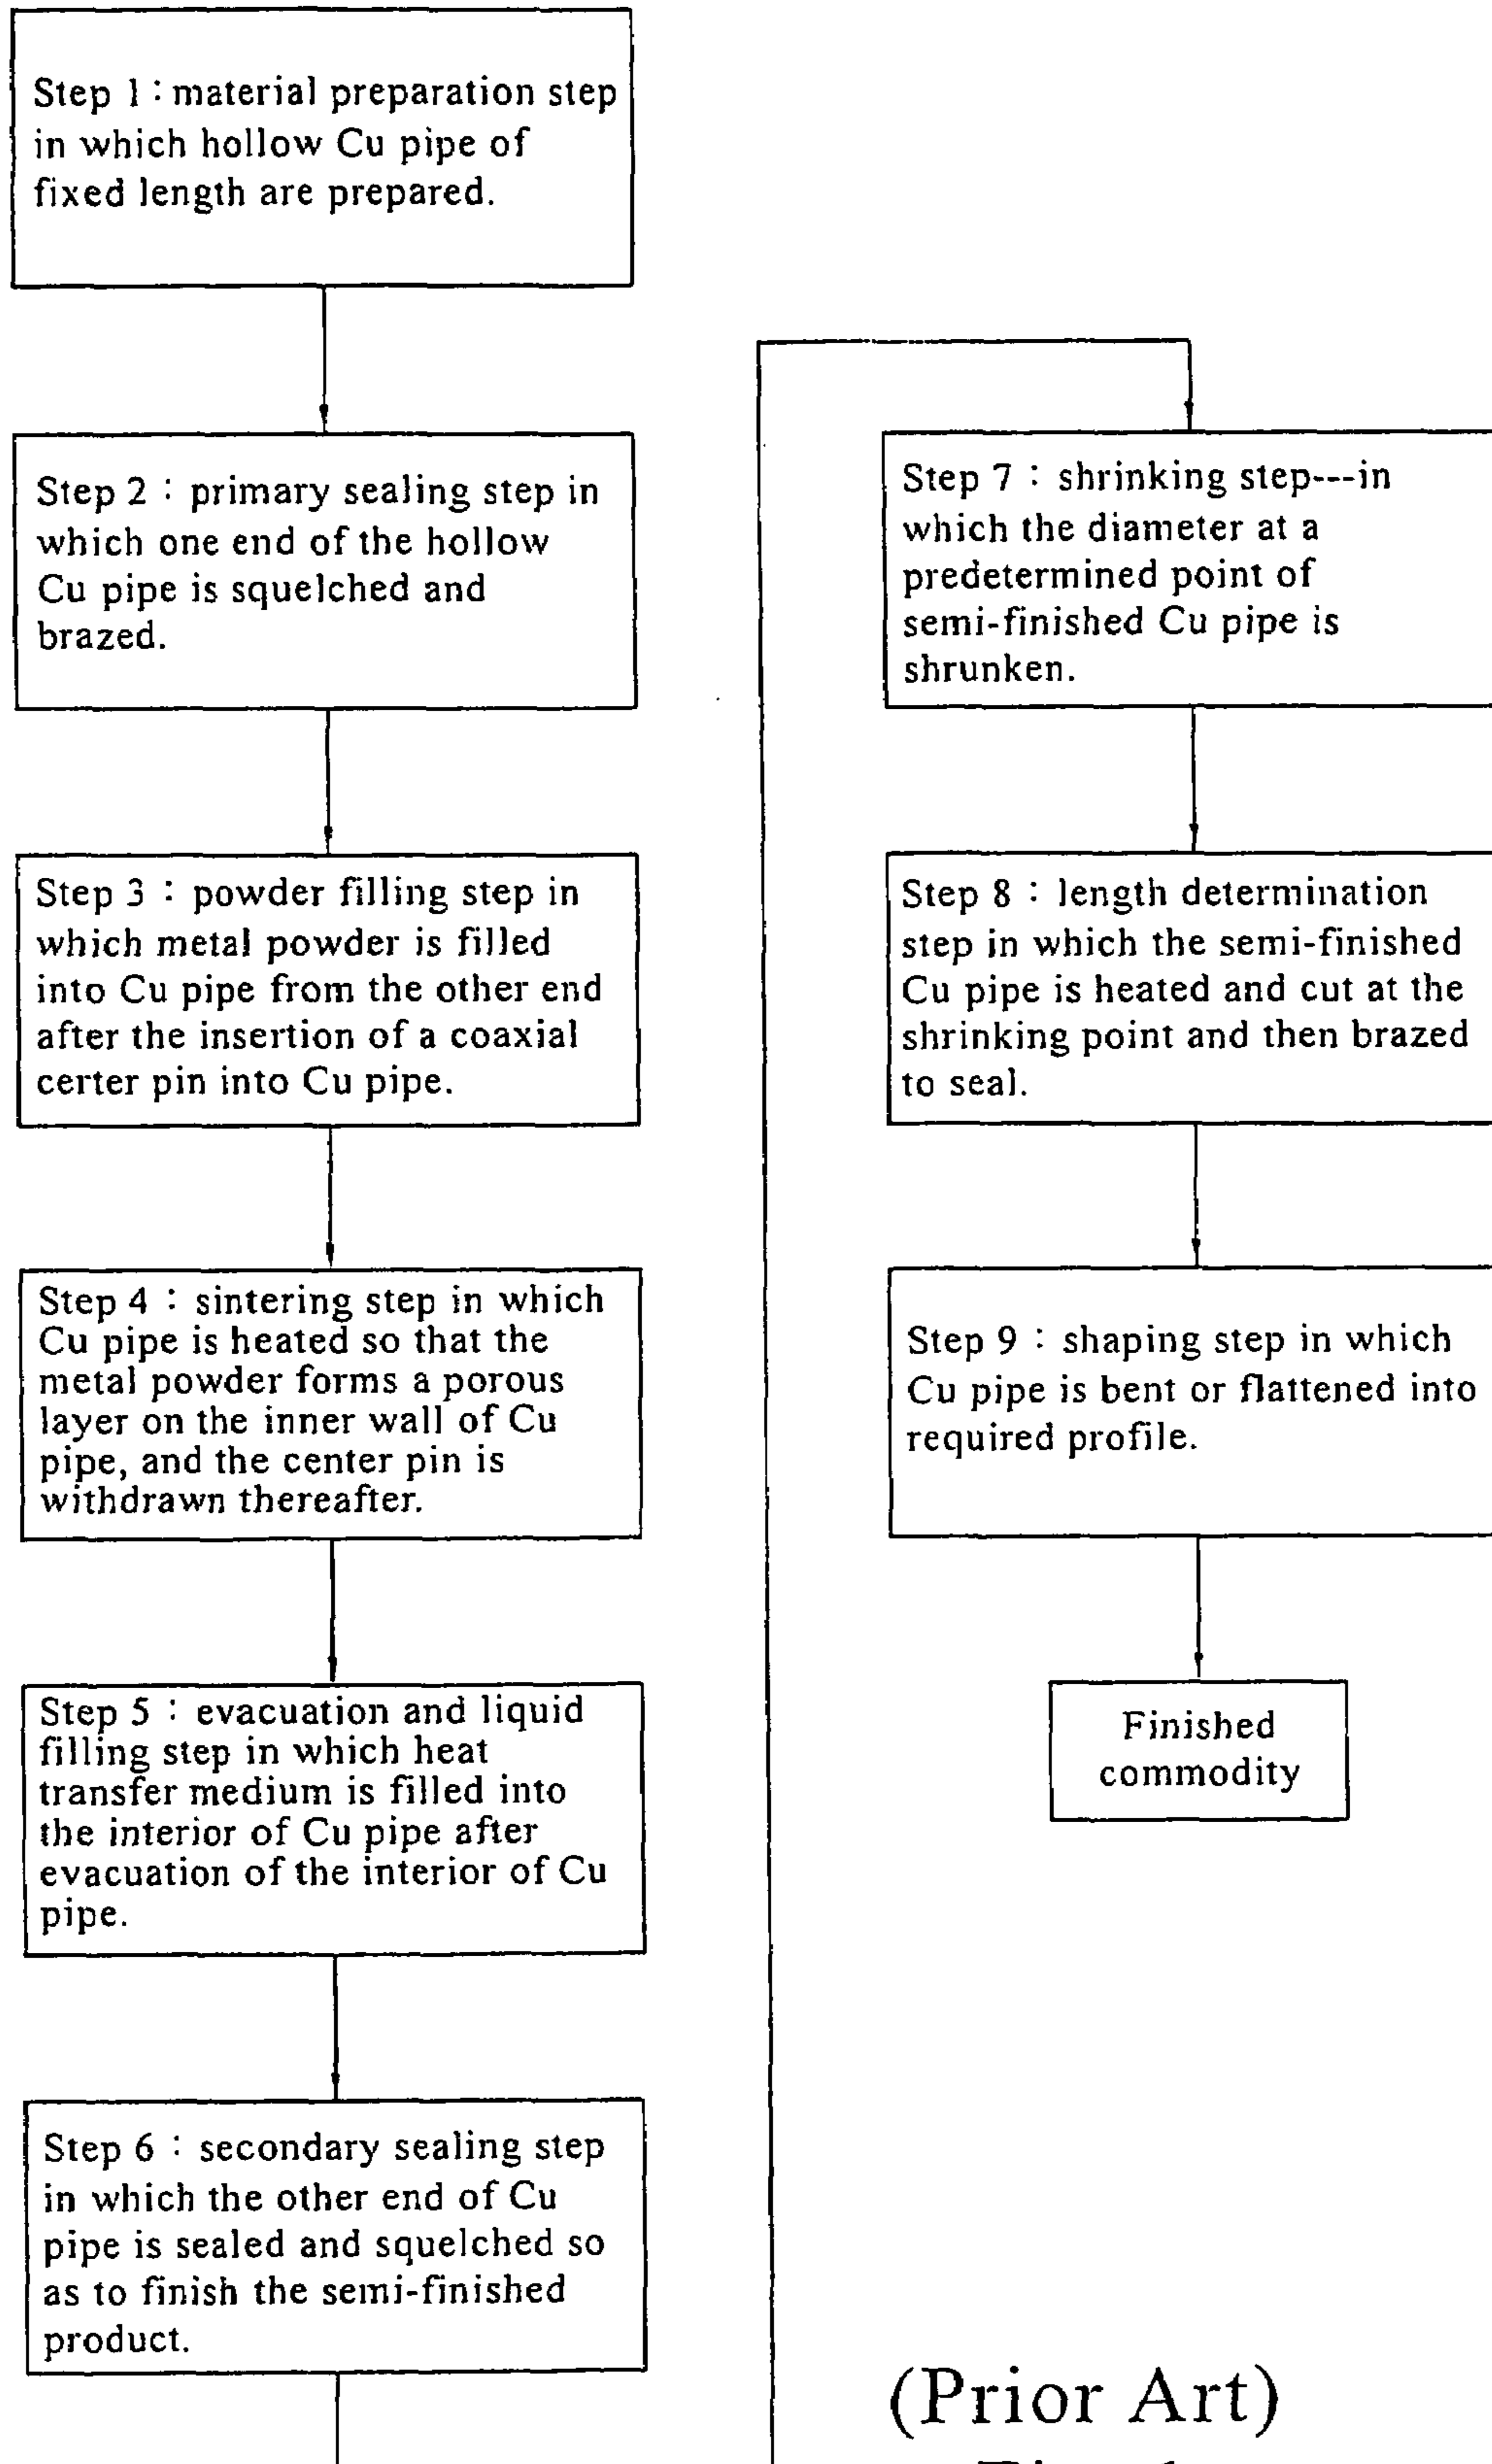 Step 1 : material preparation step
in which hollow Cu pipe of
fixed length are prepared.
Step 2 : primary sealing step in
which one end of the hollow
Cu pipe is squelched and
brazed.
Step 3 : powder filling step in
which metal powder is filled
into Cu pipe from the other end
after the insertion of a coaxial
certer pin into Cu pipe.
Step 4 : sintering step in which
Cu pipe is heated so that the
metal powder forms a porous
layer on the inner wall of Cu
pipe, and the center pin is
withdrawn thereafter.
Step 5 : evacuation and liquid
filling step in which heat
transfer medium is filled into
the interior of Cu pipe after
evacuation of the interior of Cu
pipe.
Step 6 : secondary sealing step
in which the other end of Cu
pipe is sealed and squelched so
as to finish the semi-finished
product.
Step 7 : shrinking step---in
which the diameter at a
predetermined point of
semi-finished Cu pipe is
shrunken.
Step 8 : length determination
step in which the semi-finished
Cu pipe is heated and cut at the
shrinking point and then brazed
to seal.
Step 9 : shaping step in which
Cu pipe is bent or flattened into
required profile.
Finished
commodity
(Prior Art)